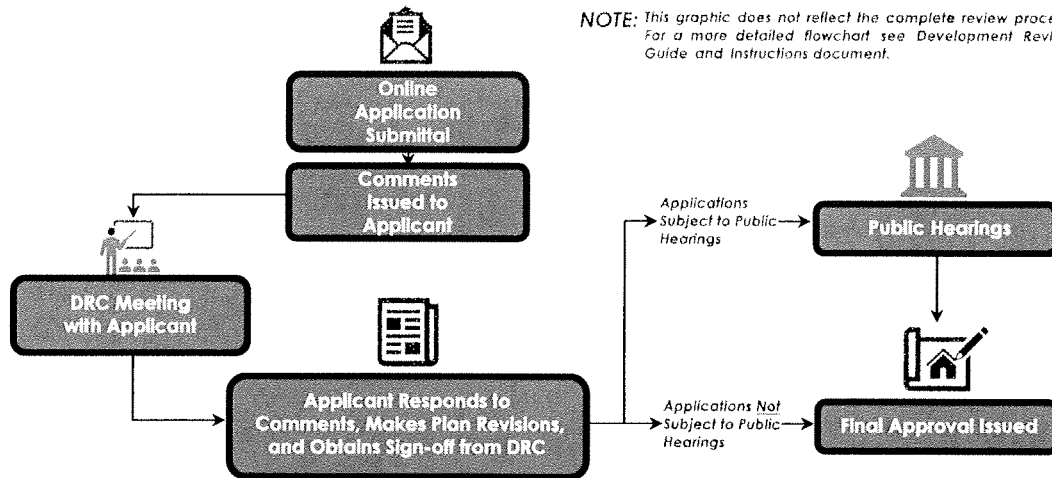 NOTE: This graphic does not reflect the complete review
For a more detailed flowchart see Development
Guide and Instructions document.
Online
Application
Submittal
Comments
Issued to
Applicant
DRC Meeting
with Applicant
Applicant Responds to
Comments, Makes Plan Revisions,
and Obtains Sign-off from DRC
Applications
Subject to Public
Hearings
Public Hearings
Applications Not
Subject to Public
Hearings
Final Approval Issued